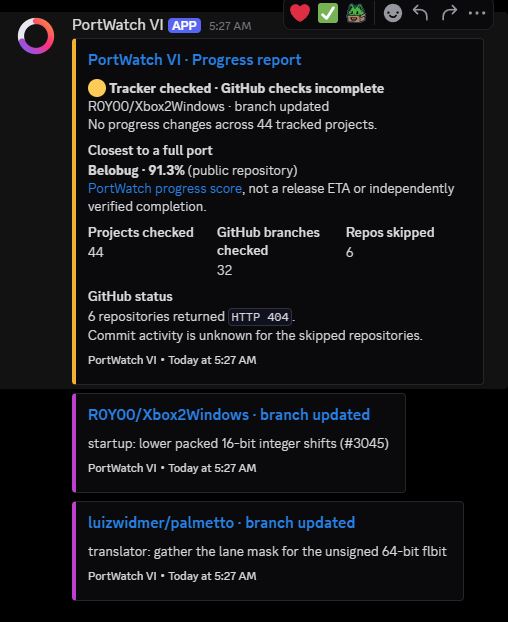 PortWatch VI APP 5:27 AM
PortWatch VI · Progress report
Tracker checked · GitHub checks incomplete
R0Y00/Xbox2Windows · branch updated
No progress changes across 44 tracked projects.
Closest to a full port
Belobug · 91.3% (public repository)
PortWatch progress score, not a release ETA or independently
verified completion.
Projects checked
44
GitHub branches
checked
32
Repos skipped
6
GitHub status
6 repositories returned HTTP 404.
Commit activity is unknown for the skipped repositories.
PortWatch VI • Today at 5:27 AM
R0Y00/Xbox2Windows · branch updated
startup: lower packed 16-bit integer shifts (#3045)
PortWatch VI • Today at 5:27 AM
luizwidmer/palmetto · branch updated
translator: gather the lane mask for the unsigned 64-bit flbit
PortWatch VI • Today at 5:27 AM